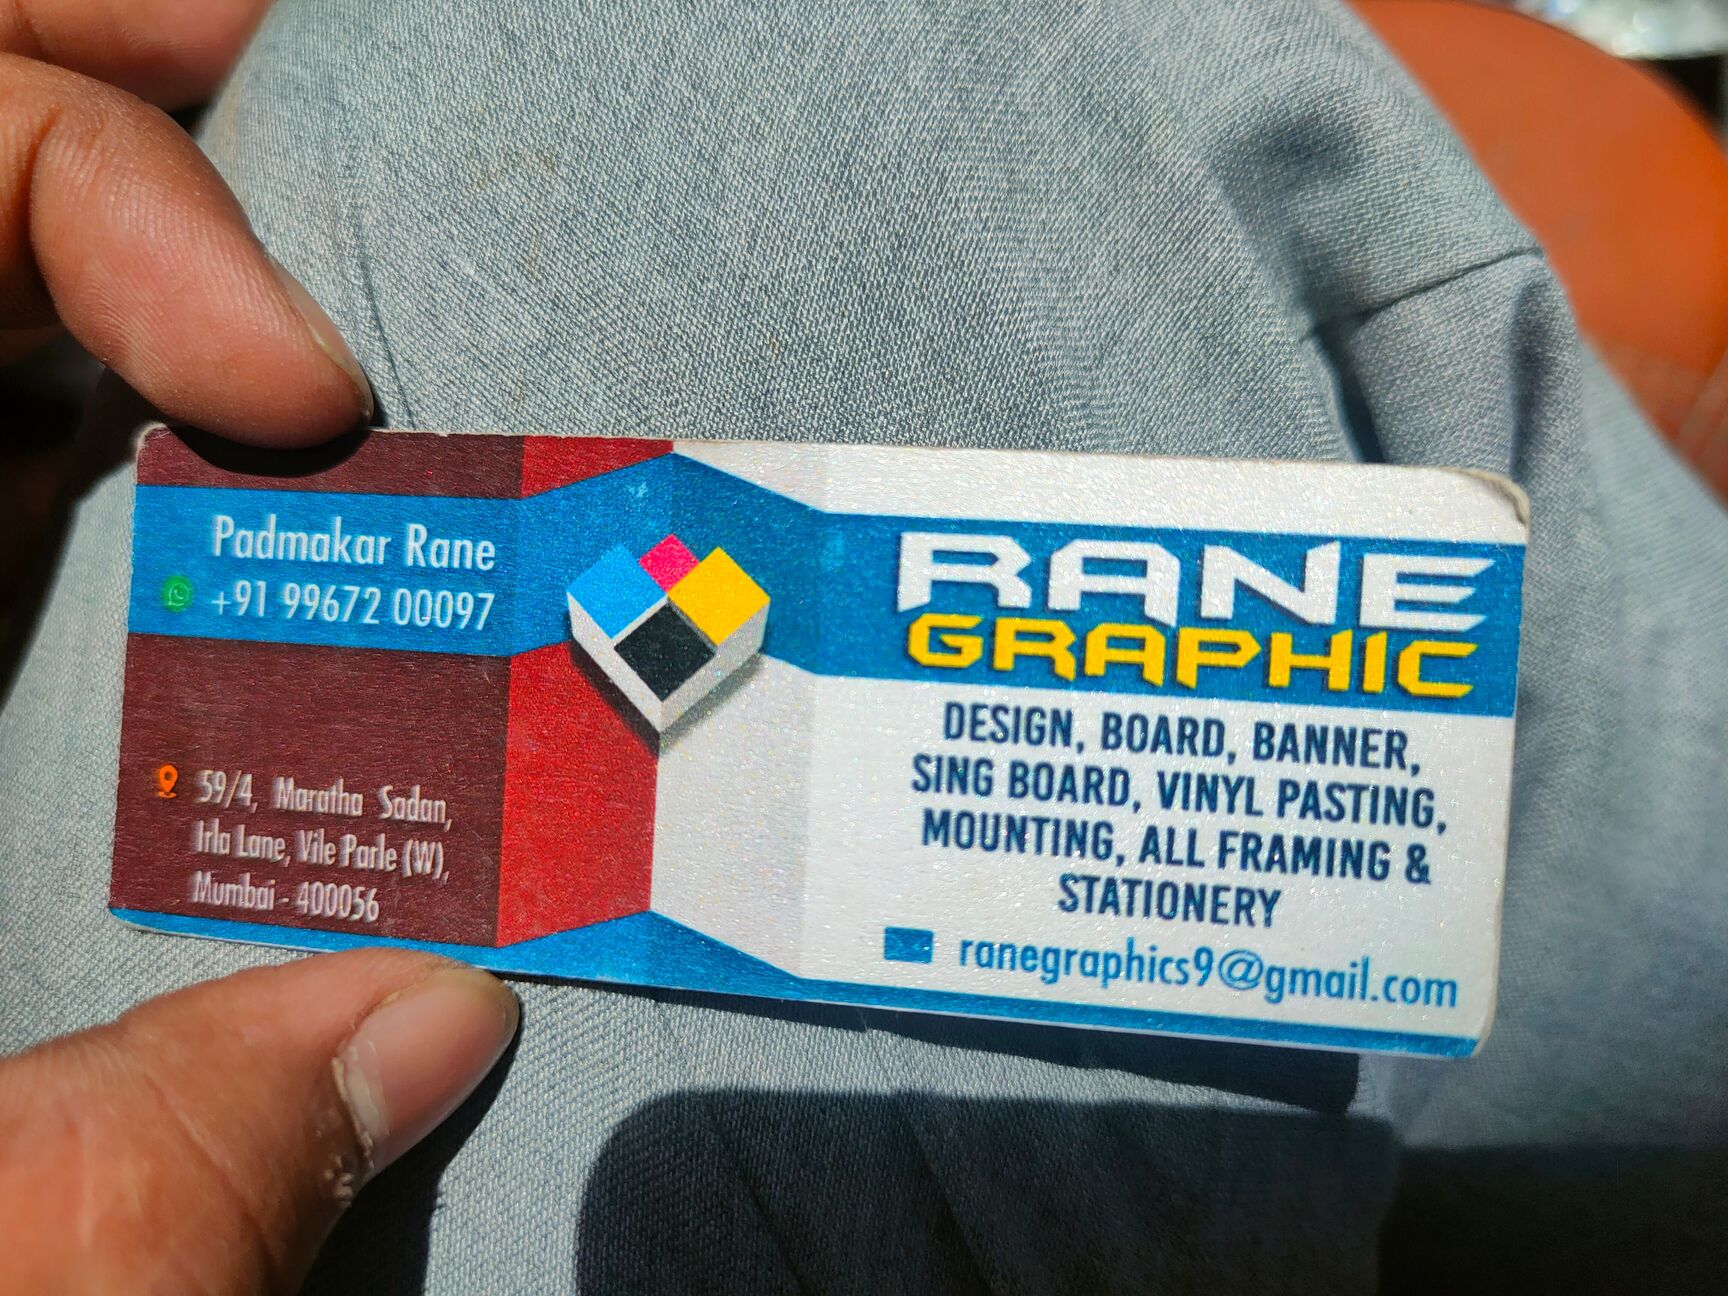 Padmakar Rane
+91 99672 00097
59/4, Maratha Sadan,
Irla Lane, Vile Parle (W),
Mumbai - 400056
RANE
GRAPHIC
DESIGN, BOARD, BANNER,
SING BOARD, VINYL PASTING,
MOUNTING, ALL FRAMING &
STATIONERY
ranegraphics9@gmail.com